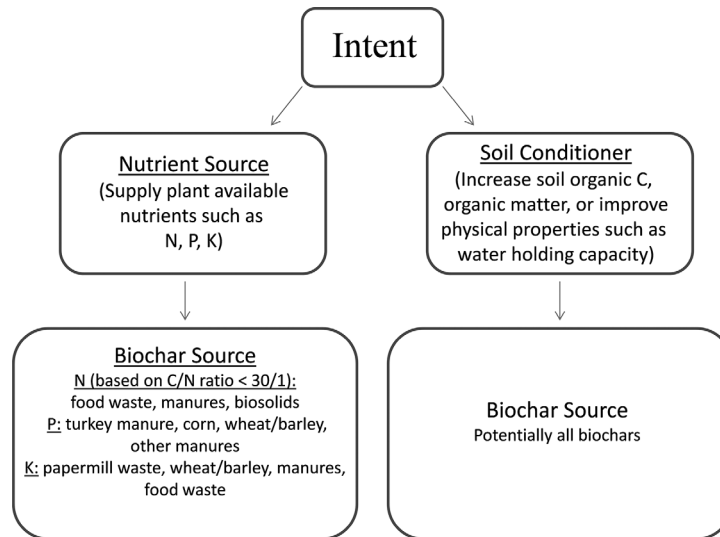 Intent
Nutrient Source
(Supply plant available
nutrients such as
N, P, K)
Soil Conditioner
(Increase soil organic C,
organic matter, or improve
physical properties such as
water holding capacity)
Biochar Source
N (based on C/N ratio < 30/1):
food waste, manures, biosolids
P: turkey manure, corn, wheat/barley,
other manures
K: papermill waste, wheat/barley, manures,
food waste
Biochar Source
Potentially all biochars